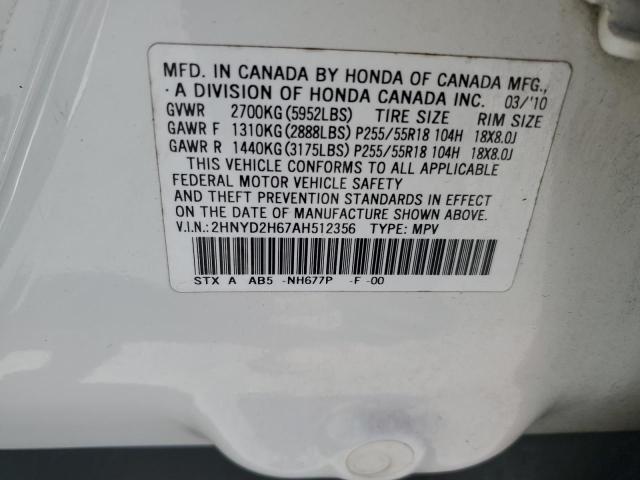 MFD. IN CANADA BY HONDA OF CANADA MFG.,
A DIVISION OF HONDA CANADA INC. 03/'10
GVWR 2700KG(5952LBS) TIRE SIZE RIM SIZE
GAWR F 1310KG(2888LBS) P255/55R18 104H 18X8.0J
GAWR R 1440KG(3175LBS) P255/55R18 104H 18X8.0J
THIS VEHICLE CONFORMS TO ALL APPLICABLE
FEDERAL MOTOR VEHICLE SAFETY
AND THEFT PREVENTION STANDARDS IN EFFECT
ON THE DATE OF MANUFACTURE SHOWN ABOVE.
V.I.N.:2HNYD2H67AH512356 TYPE: MPV
STX A AB5 -NH677P -F -00